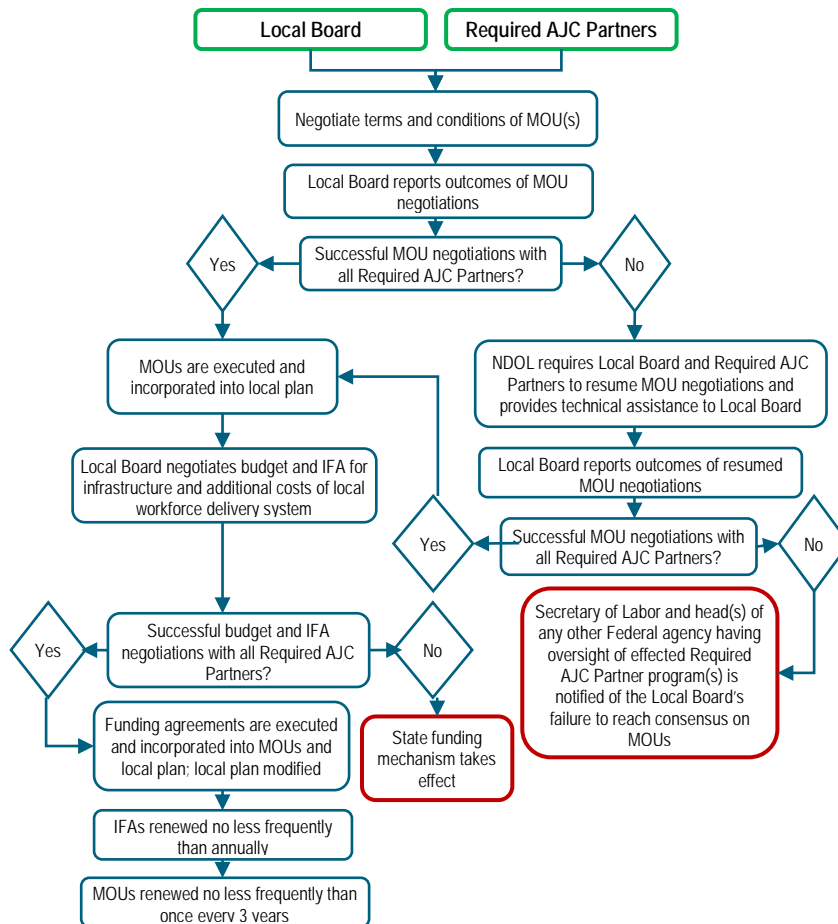 Local Board
Required AJC Partners
Negotiate terms and conditions of MOU(s)
Local Board reports outcomes of MOU
negotiations
Yes
Successful MOU negotiations with
all Required AJC Partners?
No
MOUs are executed and
incorporated into local plan
NDOL requires Local Board and Required AJC
Partners to resume MOU negotiations and
provides technical assistance to Local Board
Local Board negotiates budget and IFA for
infrastructure and additional costs of local
workforce delivery system
Local Board reports outcomes of resumed
MOU negotiations
Yes
Successful MOU negotiations with
all Required AJC Partners?
No
Yes
Successful budget and IFA
negotiations with all Required AJC
Partners?
No
Secretary of Labor and head(s) of
any other Federal agency having
oversight of effected Required
AJC Partner program(s) is
notified of the Local Board's
failure to reach consensus on
MOUs
Funding agreements are executed
and incorporated into MOUs and
local plan; local plan modified
State funding
mechanism takes
effect
IFAs renewed no less frequently
than annually
MOUs renewed no less frequently than
once every 3 years